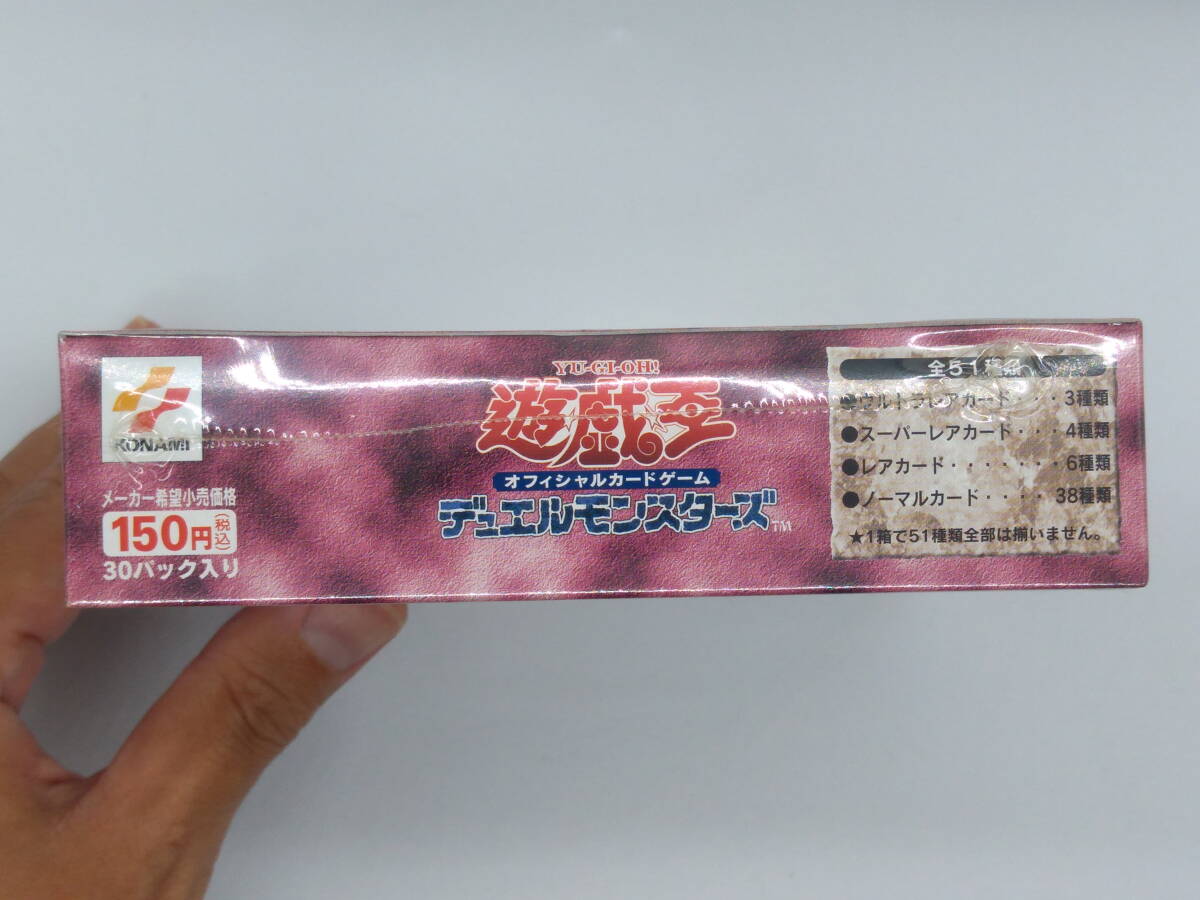 KONAMI
メーカー希望小売価格
150円(税込)
30パック入り
YU-GI-OH!
遊戯王
オフィシャルカードゲーム
デュエルモンスターズ™
全51種類
●ウルトラレアカード・・・3種類
●スーパーレアカード・・・4種類
●レアカード・・・・・・・6種類
●ノーマルカード・・・・38種類
★1箱で51種類全部は揃いません。